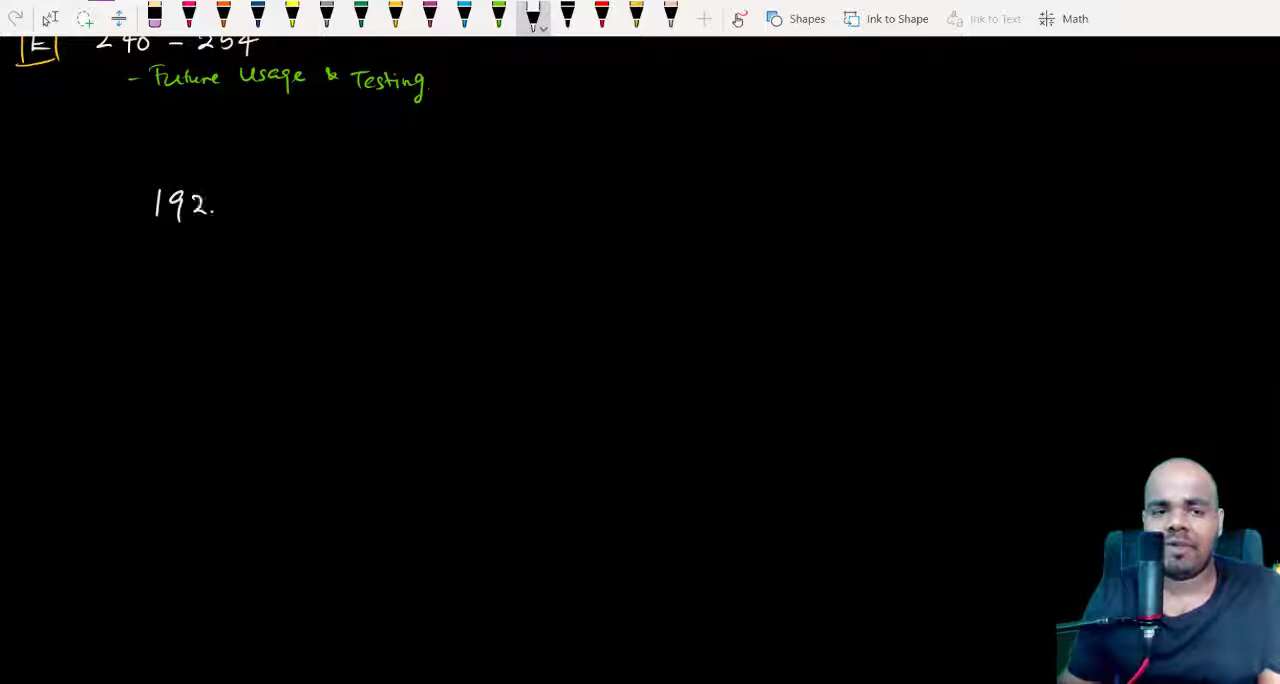 Shapes Ink to Shape Ink to Text Math
E 240 - 254
- Future Usage & Testing
192.